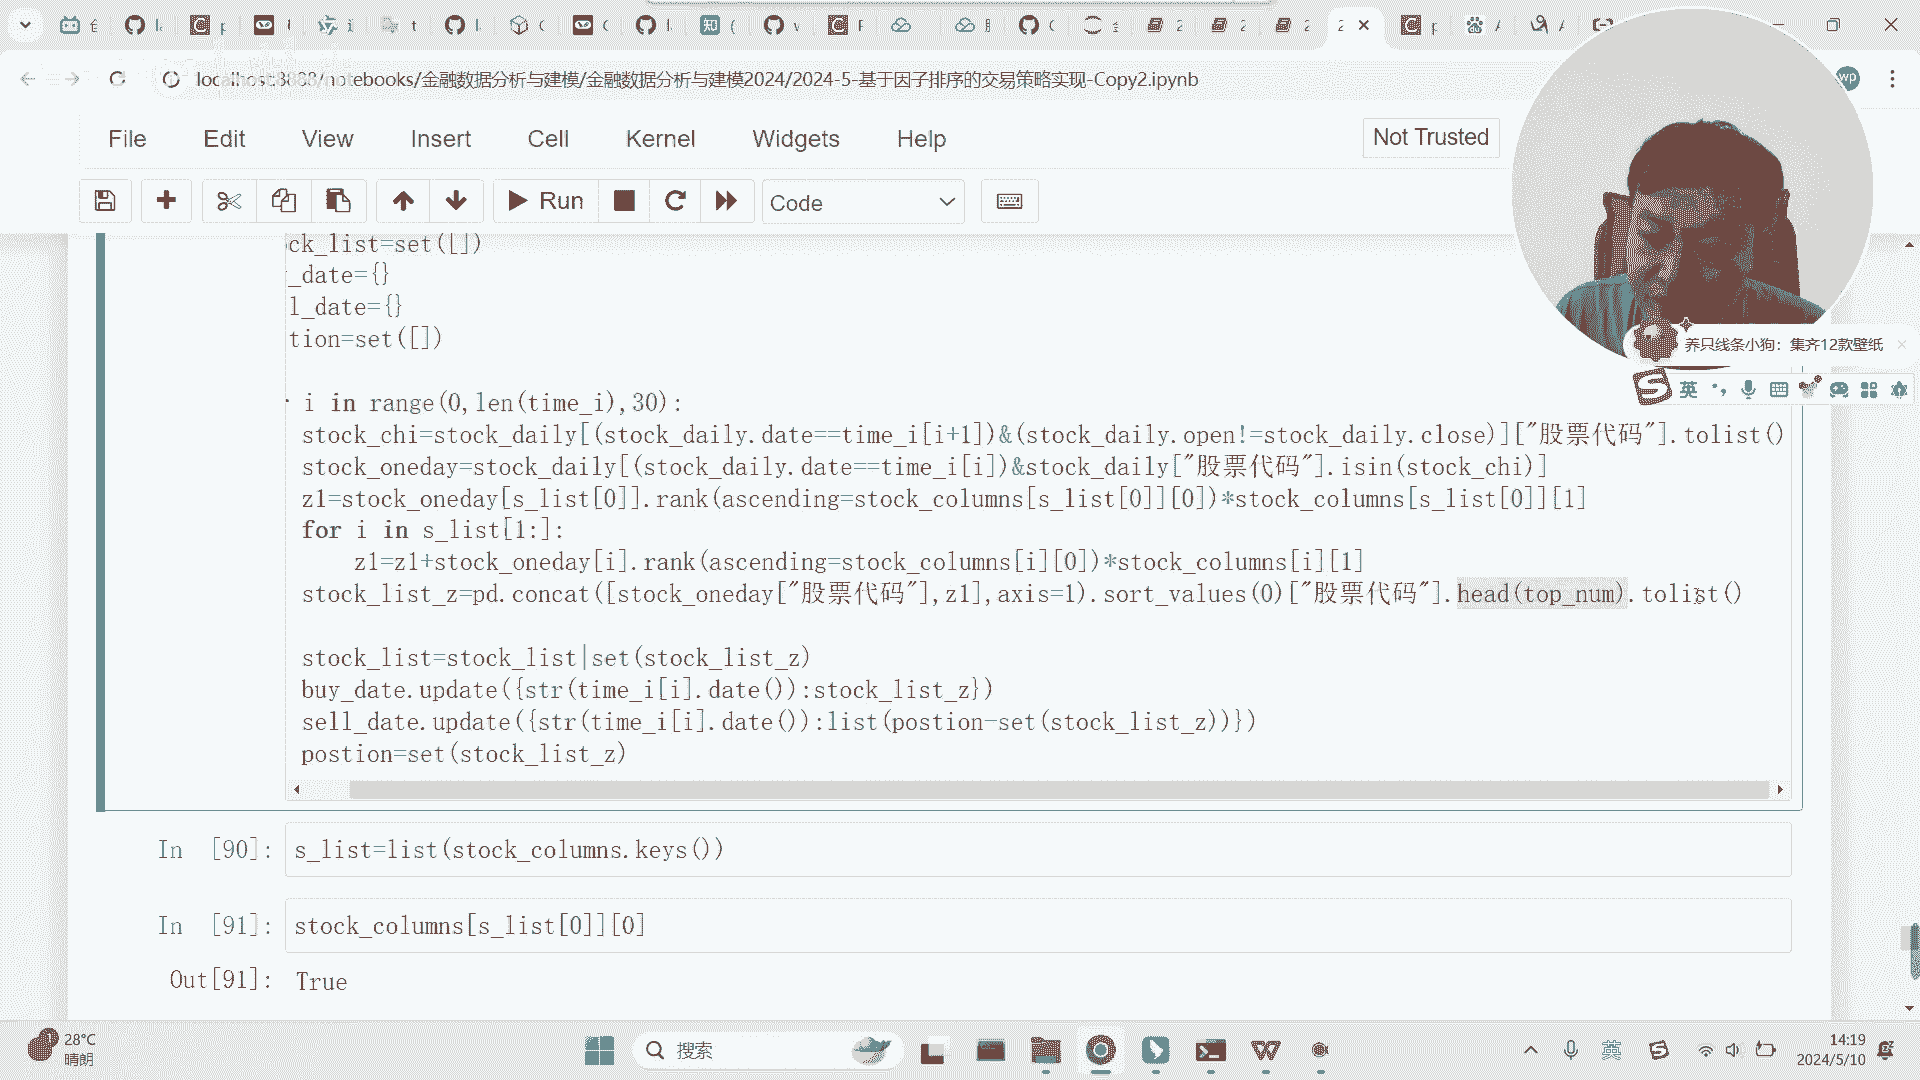 localhost:8888/notebooks/金融数据分析与建模/金融数据分析与建模2024/2024-5-基于因子排序的交易策略实现-Copy2.ipynb
wp
File Edit View Insert Cell Kernel Widgets Help
Not Trusted
Run
Code
养只线条小狗：集齐12款壁纸
英
ock_list=set([])
_date={}
l_date={}
tion=set([])
i in range(0,len(time_i),30):
stock_chi=stock_daily[(stock_daily.date==time_i[i+1])&(stock_daily.open!=stock_daily.close)]["股票代码"].tolist()
stock_oneday=stock_daily[(stock_daily.date==time_i[i])&stock_daily["股票代码"].isin(stock_chi)]
z1=stock_oneday[s_list[0]].rank(ascending=stock_columns[s_list[0]][0])*stock_columns[s_list[0]][1]
for i in s_list[1:]:
z1=z1+stock_oneday[i].rank(ascending=stock_columns[i][0])*stock_columns[i][1]
stock_list_z=pd.concat([stock_oneday["股票代码"],z1],axis=1).sort_values(0)["股票代码"].head(top_num).tolist()
stock_list=stock_list|set(stock_list_z)
buy_date.update({str(time_i[i].date()):stock_list_z})
sell_date.update({str(time_i[i].date()):list(postion-set(stock_list_z))})
postion=set(stock_list_z)
In [90]: s_list=list(stock_columns.keys())
In [91]: stock_columns[s_list[0]][0]
Out[91]: True
28°C
晴朗
搜索
英
14:19
2024/5/10